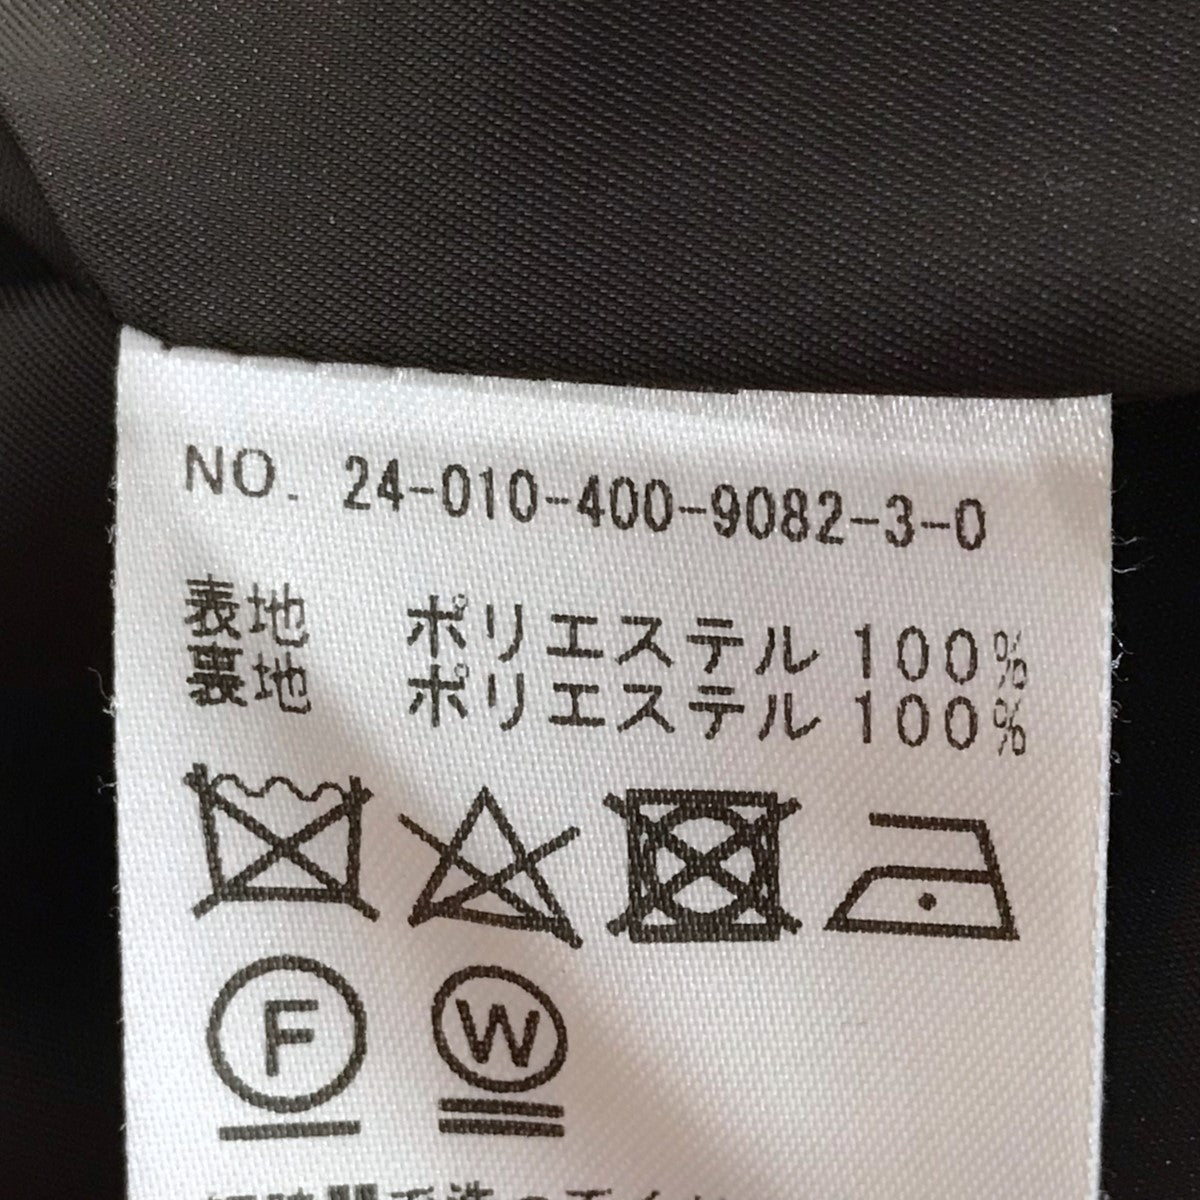 NO. 24-010-400-9082-3-0
表地 ポリエステル 100%
裏地 ポリエステル 100%
F W